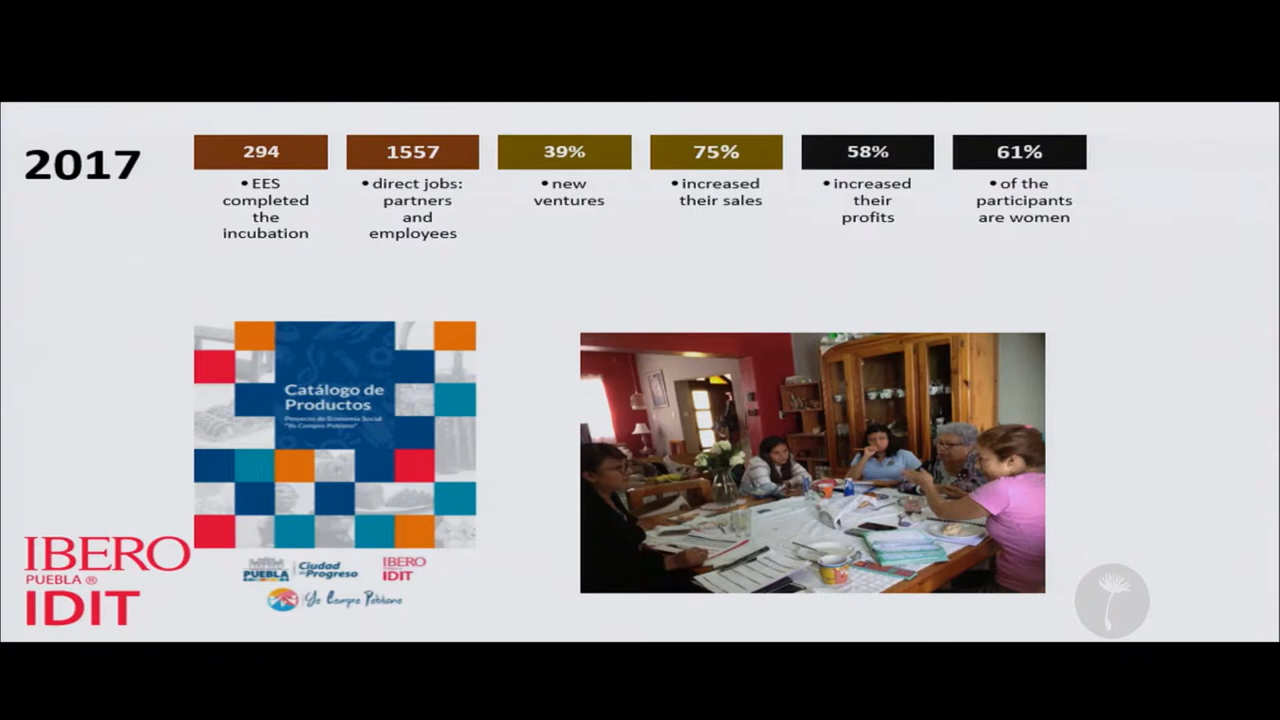 2017
294
• EES
completed
the
incubation
1557
• direct jobs:
partners
and
employees
39%
• new
ventures
75%
• increased
their sales
58%
• increased
their
profits
61%
• of the
participants
are women
Catálogo de
Productos
Proyecto de Economía Social
"Yo Compro Poblano"
IBERO
PUEBLA ®
IDIT
PUEBLA
Ciudad
de Progreso
IBERO
IDIT
Yo Compro Poblano